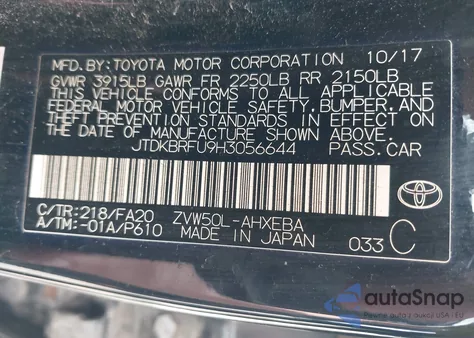 MFD. BY: TOYOTA MOTOR CORPORATION 10/17
GVWR 3915LB GAWR FR 2250LB RR 2150LB
THIS VEHICLE CONFORMS TO ALL APPLICABLE
FEDERAL MOTOR VEHICLE SAFETY, BUMPER, AND
THEFT PREVENTION STANDARDS IN EFFECT ON
THE DATE OF MANUFACTURE SHOWN ABOVE.
JTDKBRFU9H3056644 PASS. CAR
TOYOTA
C/TR: 218/FA20 ZVW50L-AHXEBA
A/TM: -01A/P610 MADE IN JAPAN 033 C
autoSnap